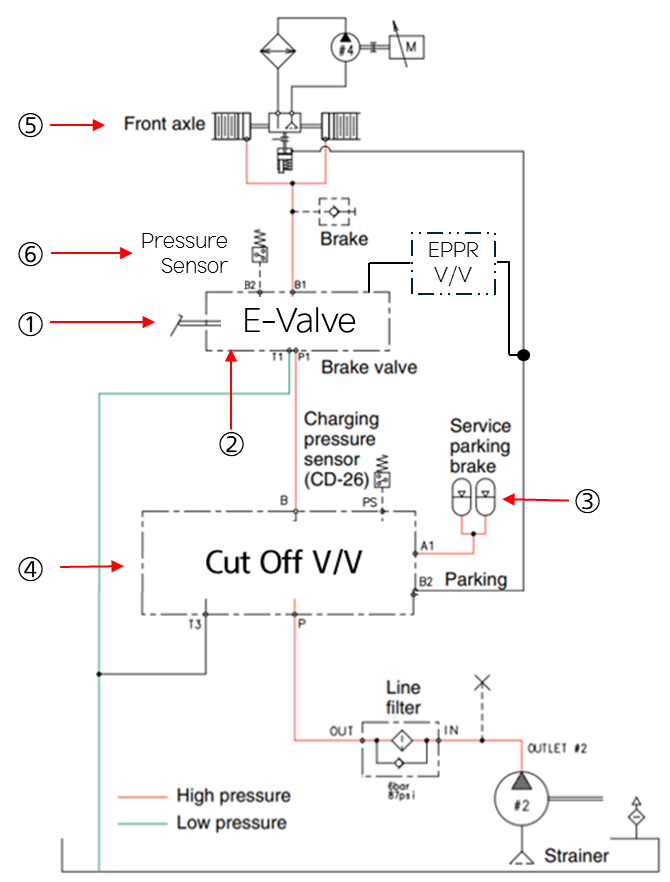 #4
M
⑤
Front axle
Brake
⑥
Pressure
Sensor
EPPR
V/V
B2
B1
①
E-Valve
T1
P1
Brake valve
②
Charging
pressure
sensor
(CD-26)
Service
parking
brake
③
B
PS
④
Cut Off V/V
A1
B2
Parking
T3
P
Line
filter
OUT
IN
OUTLET #2
6bar
87psi
#2
High pressure
Low pressure
Strainer